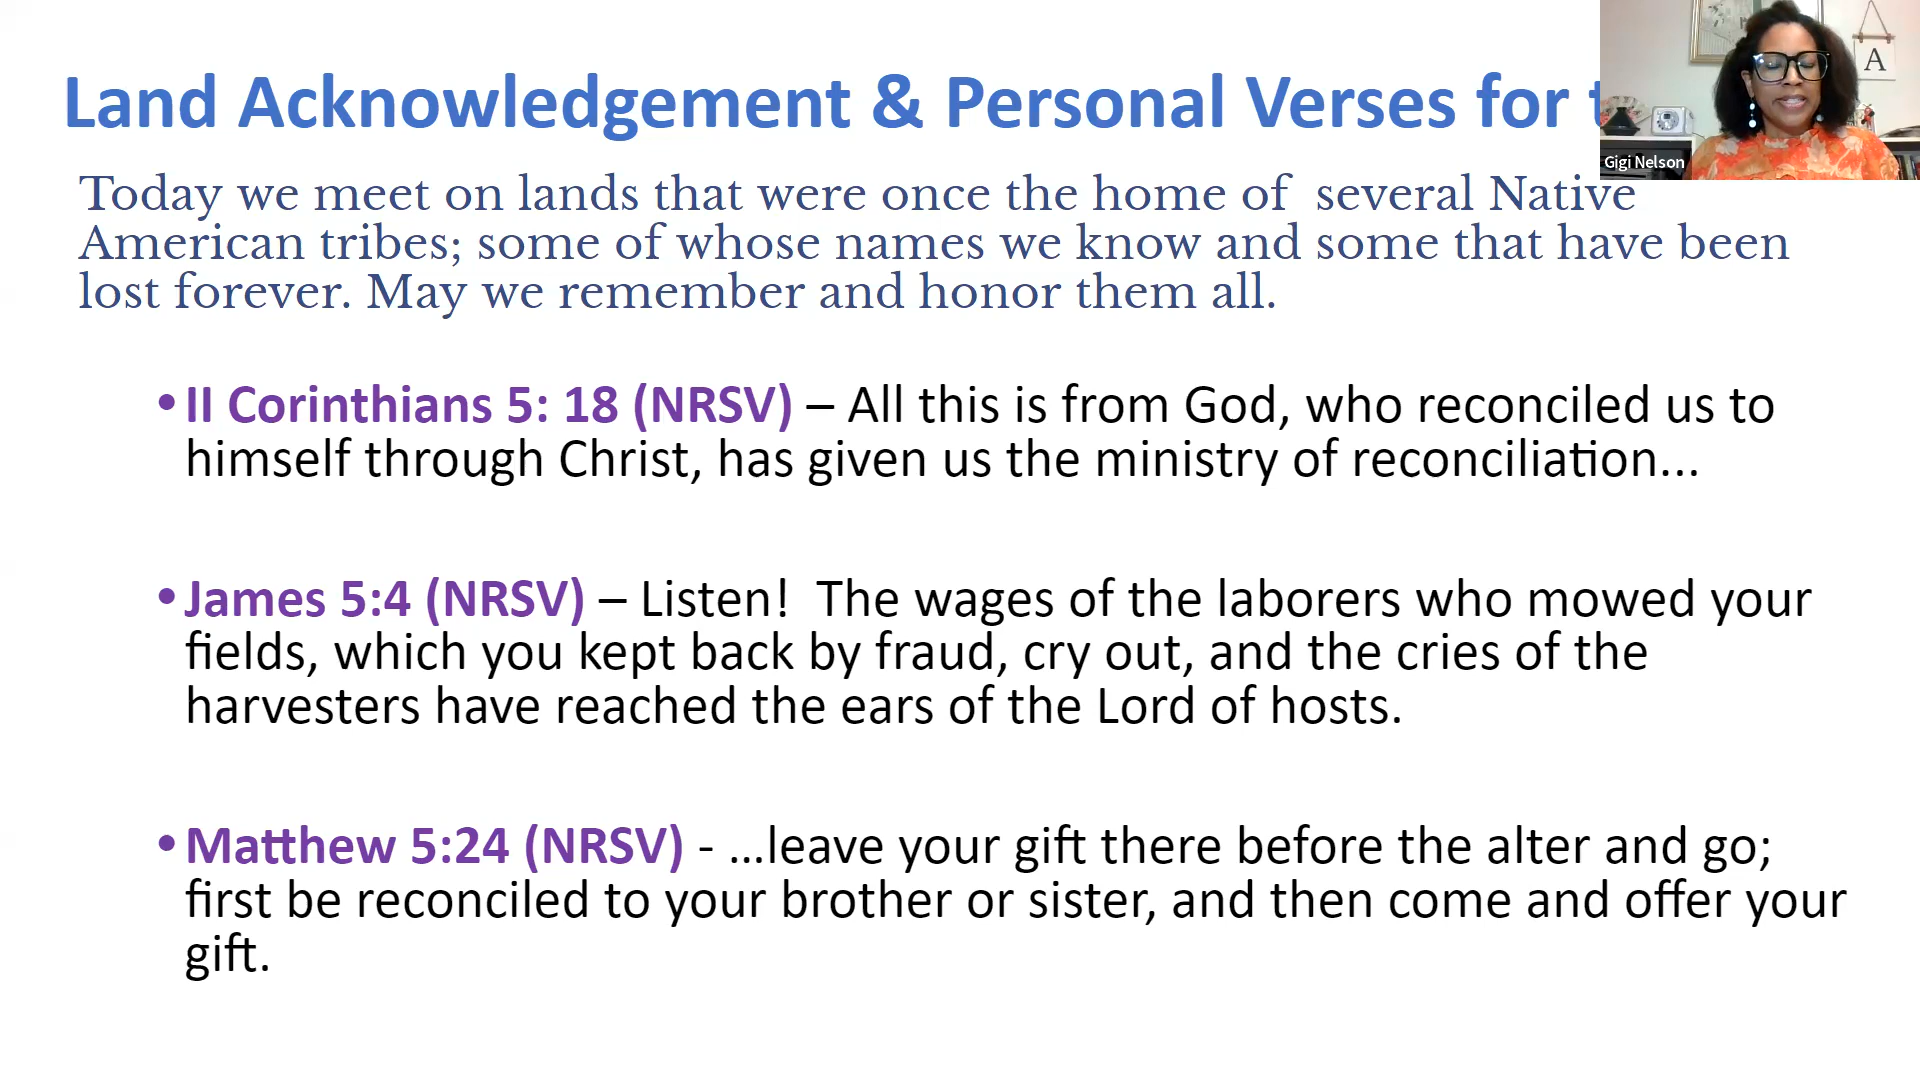 Land Acknowledgement & Personal Verses for
A
Gigi Nelson
Today we meet on lands that were once the home of several Native
American tribes; some of whose names we know and some that have been
lost forever. May we remember and honor them all.
•II Corinthians 5: 18 (NRSV) – All this is from God, who reconciled us to
himself through Christ, has given us the ministry of reconciliation...
•James 5:4 (NRSV) – Listen! The wages of the laborers who mowed your
fields, which you kept back by fraud, cry out, and the cries of the
harvesters have reached the ears of the Lord of hosts.
•Matthew 5:24 (NRSV) - ...leave your gift there before the alter and go;
first be reconciled to your brother or sister, and then come and offer your
gift.